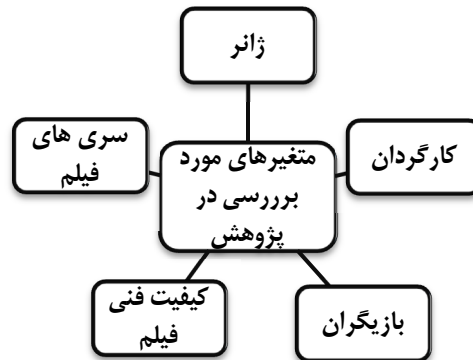 ژانر
سری های
فیلم
متغیرهای مورد
برررسی در
پژوهش
کارگردان
کیفیت فنی
فیلم
بازیگران